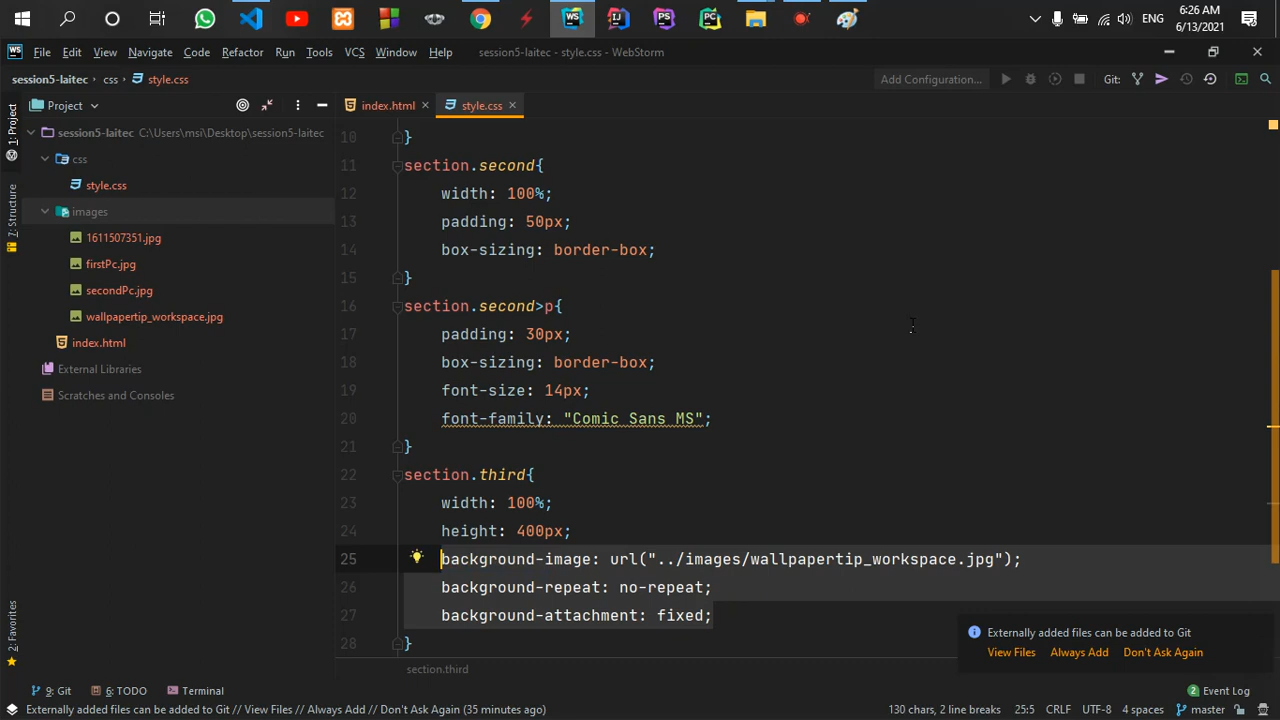 ENG
6:26 AM
6/13/2021
WS
File Edit View Navigate Code Refactor Run Tools VCS Window Help
session5-laitec - style.css - WebStorm
session5-laitec > css > style.css
Add Configuration...
Git:
Project
index.html
style.css
1: Project
7: Structure
2: Favorites
session5-laitec C:\Users\msi\Desktop\session5-laitec
css
style.css
images
1611507351.jpg
firstPc.jpg
secondPc.jpg
wallpapertip_workspace.jpg
index.html
External Libraries
Scratches and Consoles
10 }
11 section.second{
12 width: 100%;
13 padding: 50px;
14 box-sizing: border-box;
15 }
16 section.second>p{
17 padding: 30px;
18 box-sizing: border-box;
19 font-size: 14px;
20 font-family: "Comic Sans MS";
21 }
22 section.third{
23 width: 100%;
24 height: 400px;
25 background-image: url("../images/wallpapertip_workspace.jpg");
26 background-repeat: no-repeat;
27 background-attachment: fixed;
28 }
section.third
Externally added files can be added to Git
View Files Always Add Don't Ask Again
9: Git
6: TODO
Terminal
2 Event Log
Externally added files can be added to Git // View Files // Always Add // Don't Ask Again (35 minutes ago)
130 chars, 2 line breaks 25:5 CRLF UTF-8 4 spaces master